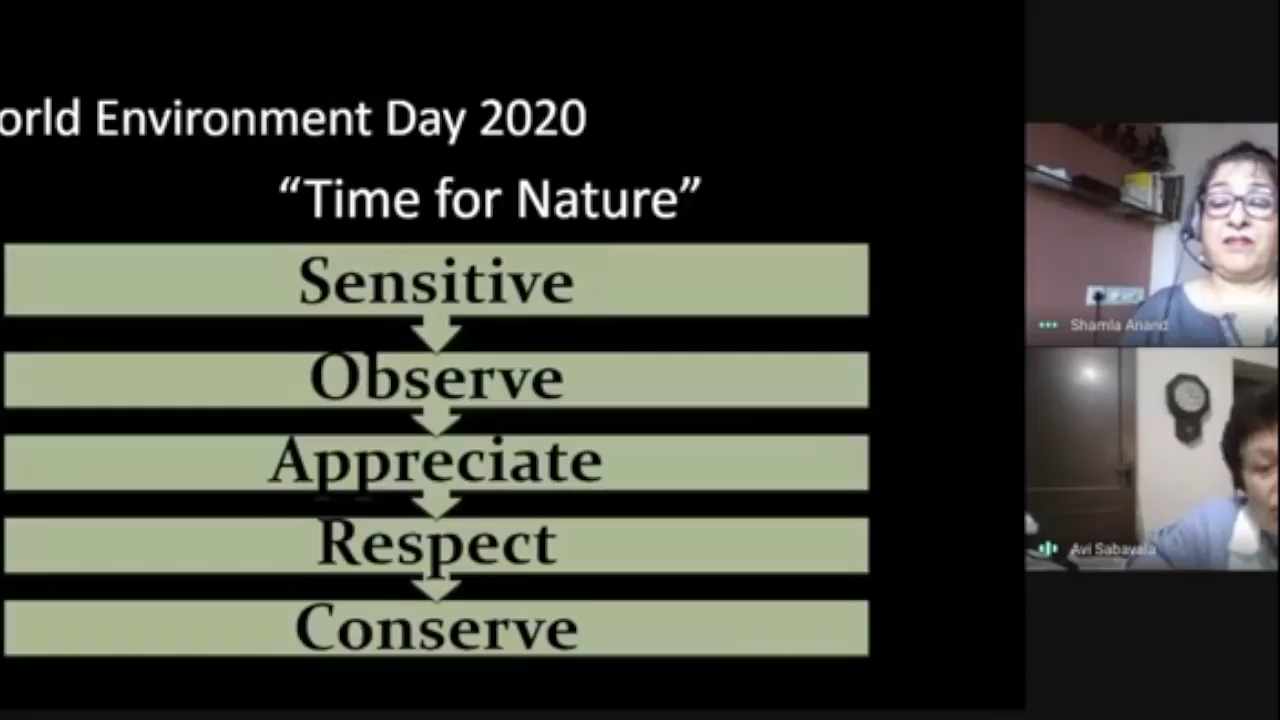 orld Environment Day 2020
“Time for Nature”
Sensitive
Observe
Appreciate
Respect
Conserve
Shamla Anand
Avi Sabavala